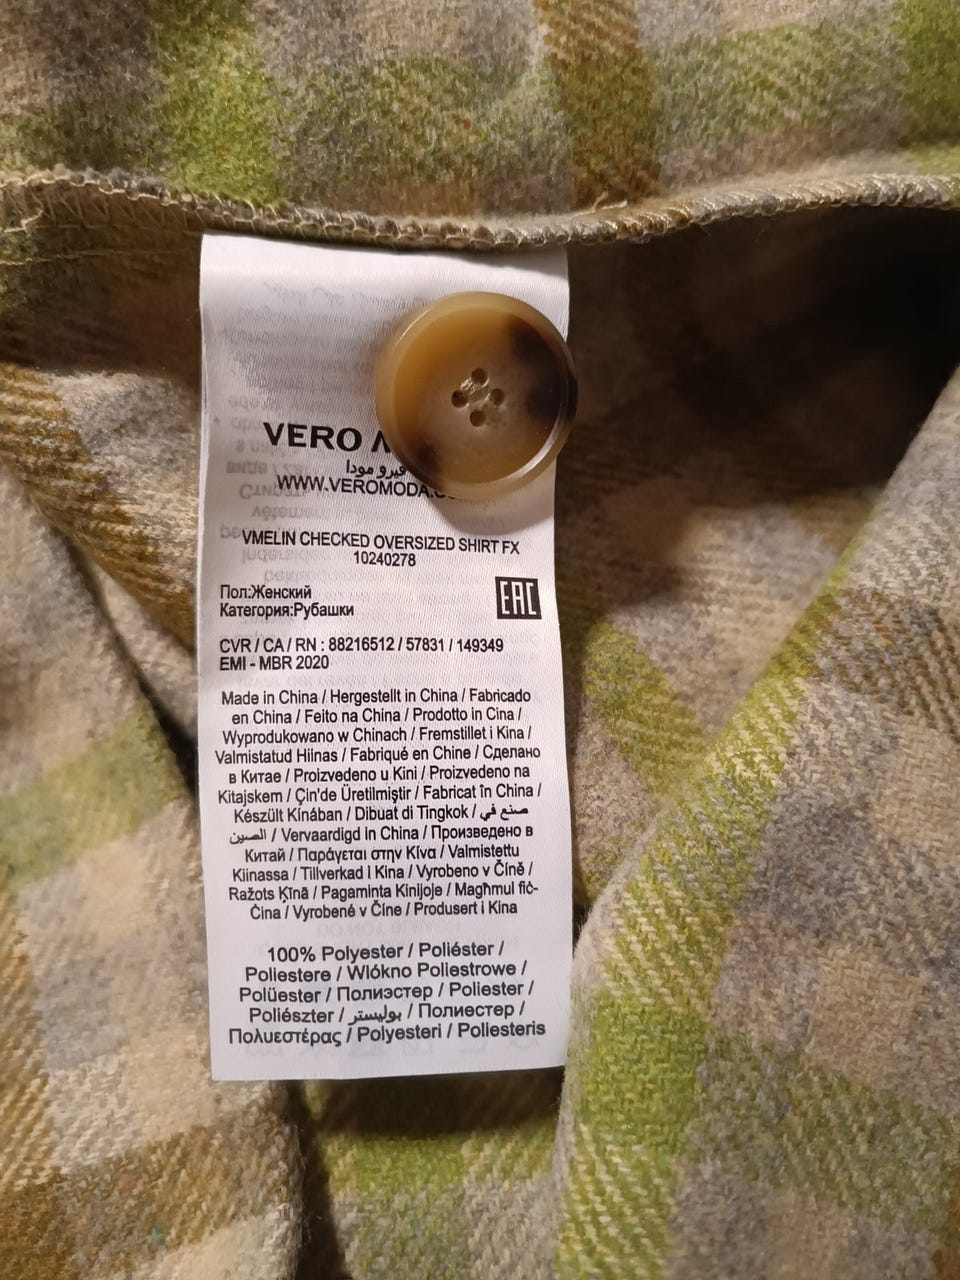 VERO
فيرو مودا
WWW.VEROMODA.
VMELIN CHECKED OVERSIZED SHIRT FX
10240278
Пол:Женский
Категория:Рубашки
EAC
CVR / CA / RN : 88216512 / 57831 / 149349
EMI - MBR 2020
Made in China / Hergestellt in China / Fabricado
en China / Feito na China / Prodotto in Cina /
Wyprodukowano w Chinach / Fremstillet i Kina /
Valmistatud Hiinas / Fabriqué en Chine / Сделано
в Китае / Proizvedeno u Kini / Proizvedeno na
Kitajskem / Çin'de Üretilmiştir / Fabricat în China /
Készült Kínában / Dibuat di Tingkok / صنع في
الصين / Vervaardigd in China / Произведено в
Китай / Παράγεται στην Κίνα / Valmistettu
Kiinassa / Tillverkad i Kina / Vyrobeno v Číně /
Ražots Ķīnā / Pagaminta Kinijoje / Magħmul fiċ-
Ċina / Vyrobené v Číne / Produsert i Kina
100% Polyester / Poliéster /
Poliestere / Wlókno Poliestrowe /
Polüester / Полиэстер / Poliester /
Poliészter / بوليستر / Полиестер /
Πολυεστέρας / Polyesteri / Poliesteris